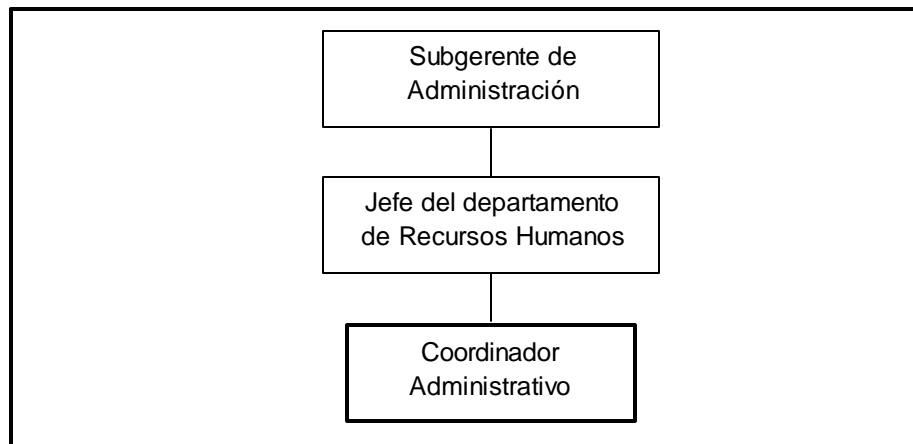 Subgerente de
Administración
Jefe del departamento
de Recursos Humanos
Coordinador
Administrativo